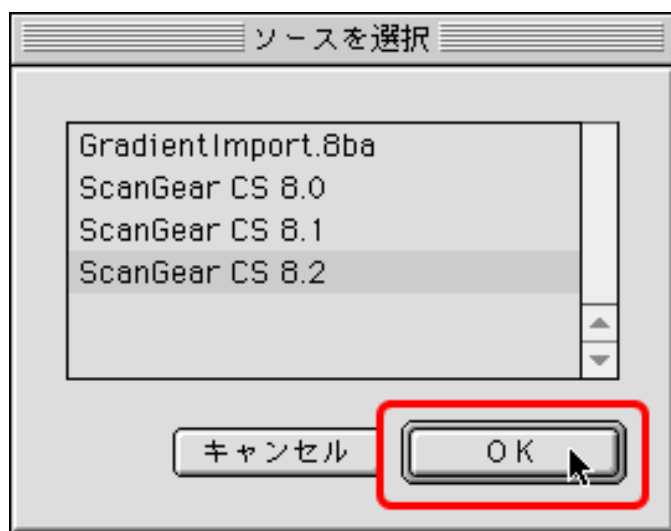 ソースを選択
GradientImport.8ba
ScanGear CS 8.0
ScanGear CS 8.1
ScanGear CS 8.2
キャンセル
OK